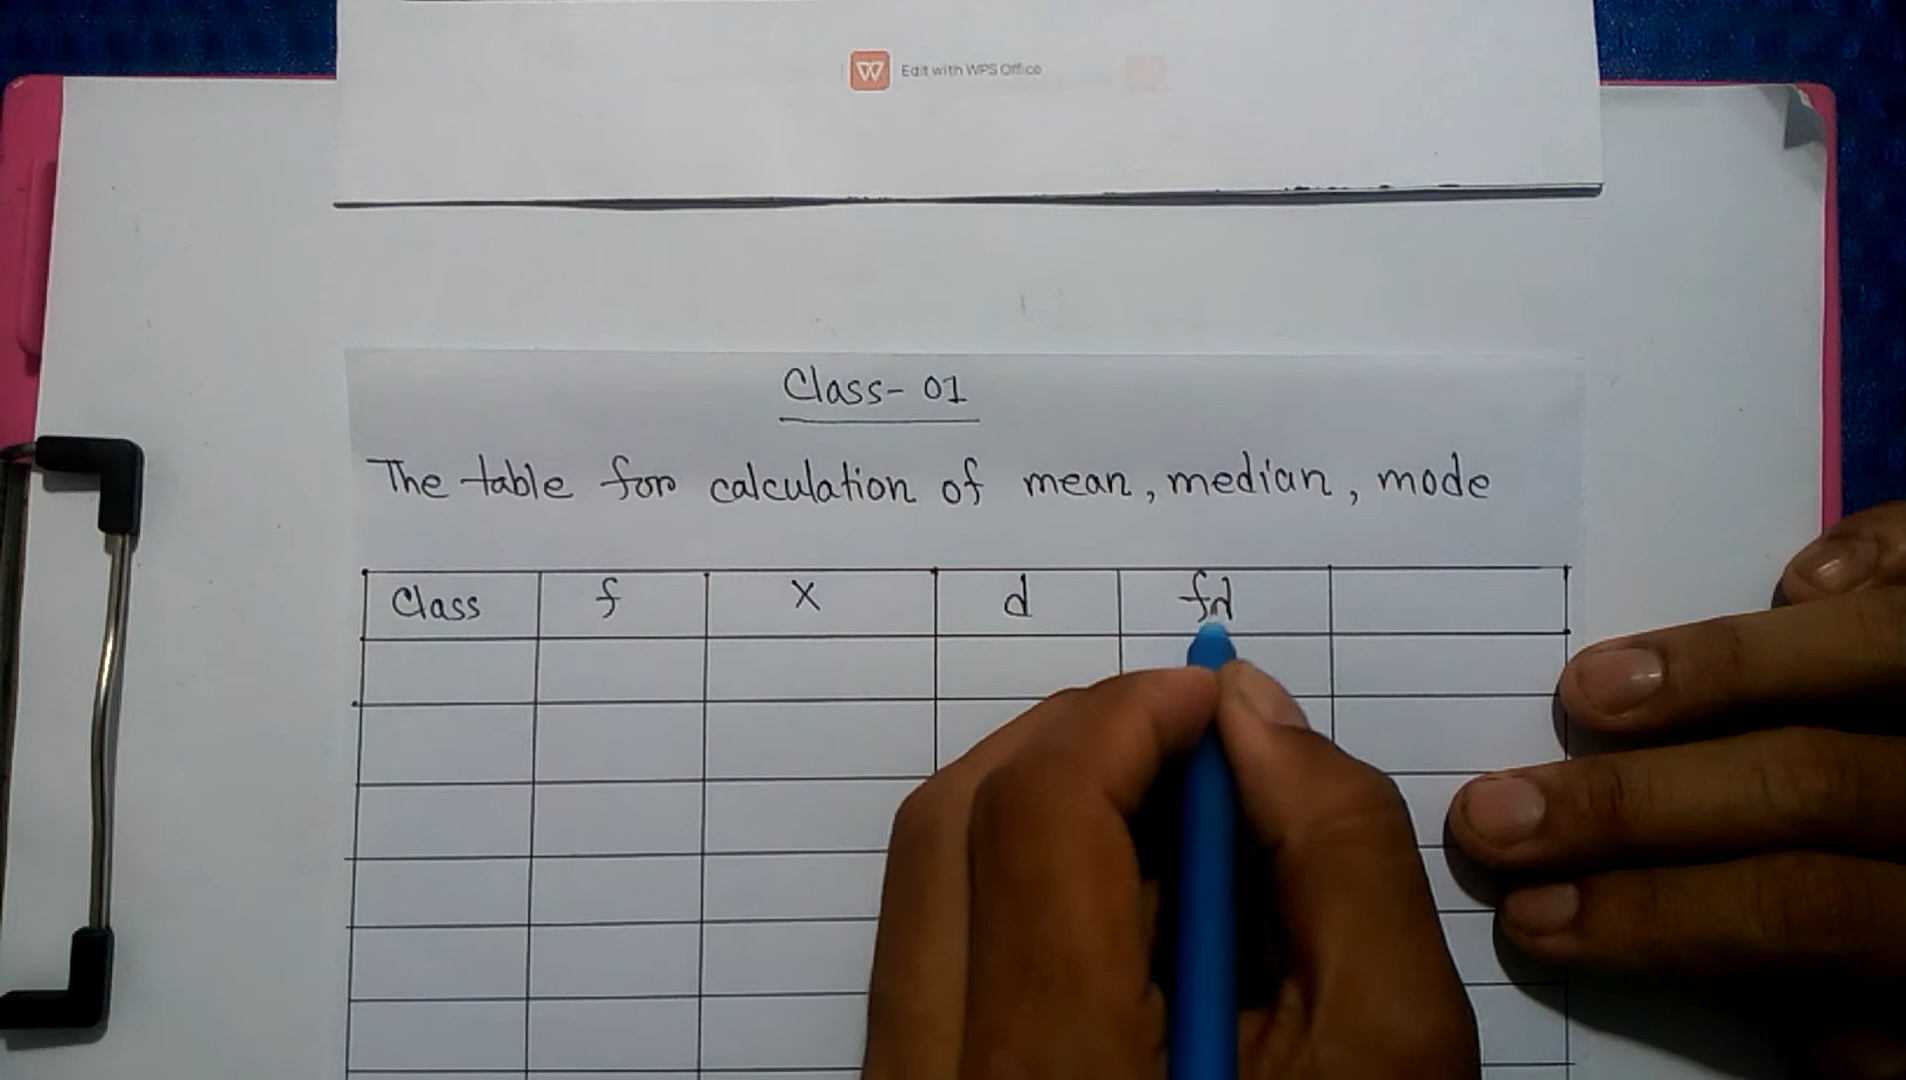 Edit with WPS Office
Class- 01
The table for calculation of mean, median, mode
Class f x d fd